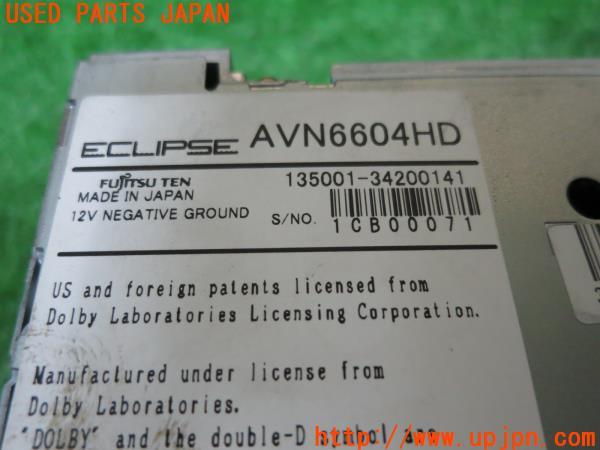 USED PARTS JAPAN
ECLIPSE AVN6604HD
FUJITSU TEN 135001-34200141
MADE IN JAPAN
12V NEGATIVE GROUND S/NO. 1CB00071
US and foreign patents licensed from
Dolby Laboratories Licensing Corporation.
Manufactured under license from
Dolby Laboratories.
"DOLBY" and the double-D symbol are
http://www.upjpn.com